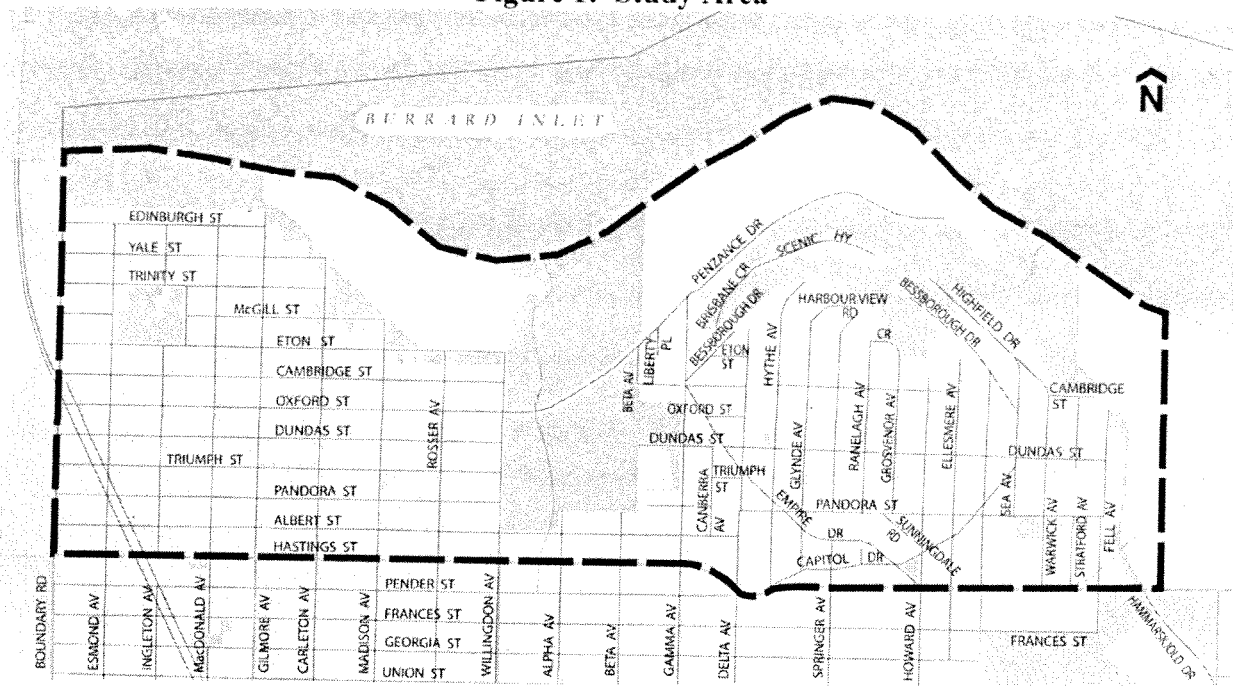 Figure 1. Study Area
N
BURRARD INLET
EDINBURGH ST
YALE ST
TRINITY ST
McGILL ST
ETON ST
CAMBRIDGE ST
OXFORD ST
DUNDAS ST
TRIUMPH ST
PANDORA ST
ALBERT ST
HASTINGS ST
ROSSER AV
PENZANCE DR
SCENIC HY
BRISBANE CR
BESSBOROUGH DR
LIBERTY
PL
BETA AV
ETON
ST
HYTHE AV
HARBOUR VIEW
RD
CR
BESSBOROUGH DR
HIGHFIELD DR
CAMBRIDGE
ST
OXFORD ST
DUNDAS ST
TRIUMPH
ST
CANBERRA
AV
GLYNDE AV
RANELAGH AV
GROSVENOR AV
ELLESMERE AV
DUNDAS ST
SEA AV
PANDORA ST
EMPIRE
DR
SUNNINGDALE
RD
CAPITOL DR
WARWICK AV
STRATFORD AV
FELL AV
PENDER ST
FRANCES ST
GEORGIA ST
UNION ST
BOUNDARY RD
ESMOND AV
INGLETON AV
MacDONALD AV
GILMORE AV
CARLETON AV
MADISON AV
WILLINGDON AV
ALPHA AV
BETA AV
GAMMA AV
DELTA AV
SPRINGER AV
HOWARD AV
FRANCES ST
HAMMARSKJOLD DR